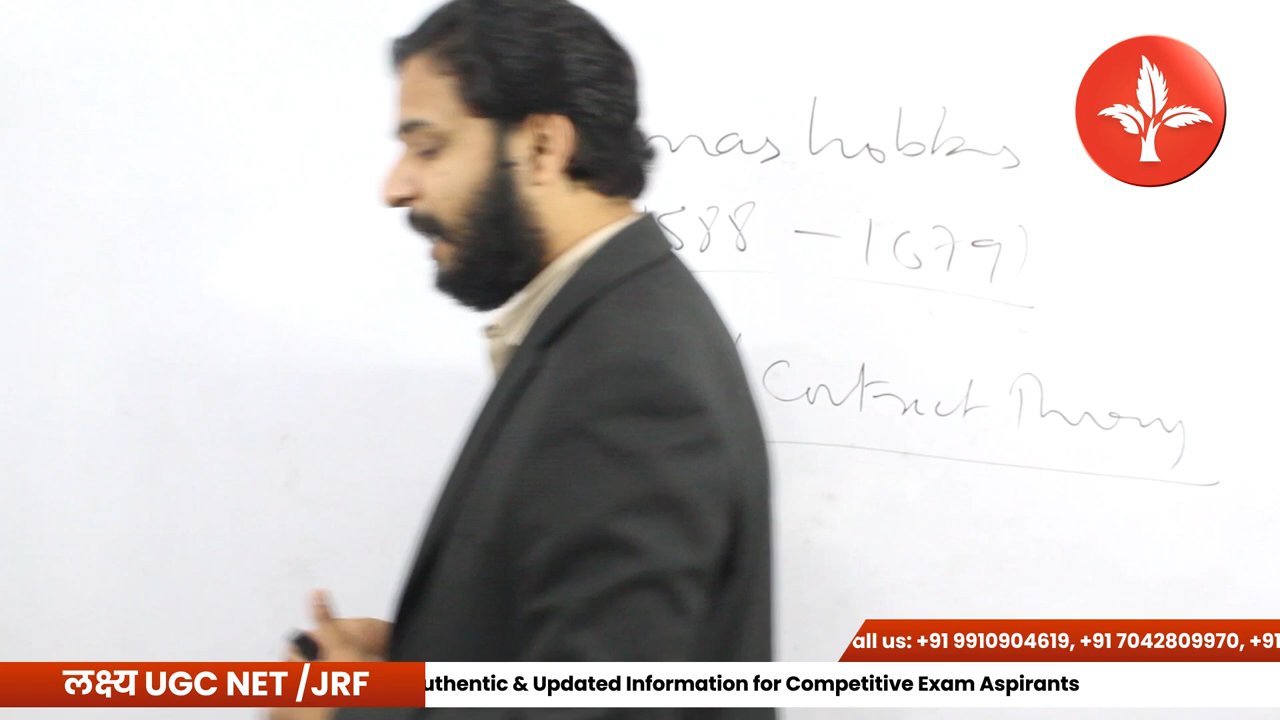 mas hobbes
588 – 1679)
Contract Theory
all us: +91 9910904619, +91 7042809970, +91
लक्ष्य UGC NET /JRF
uthentic & Updated Information for Competitive Exam Aspirants